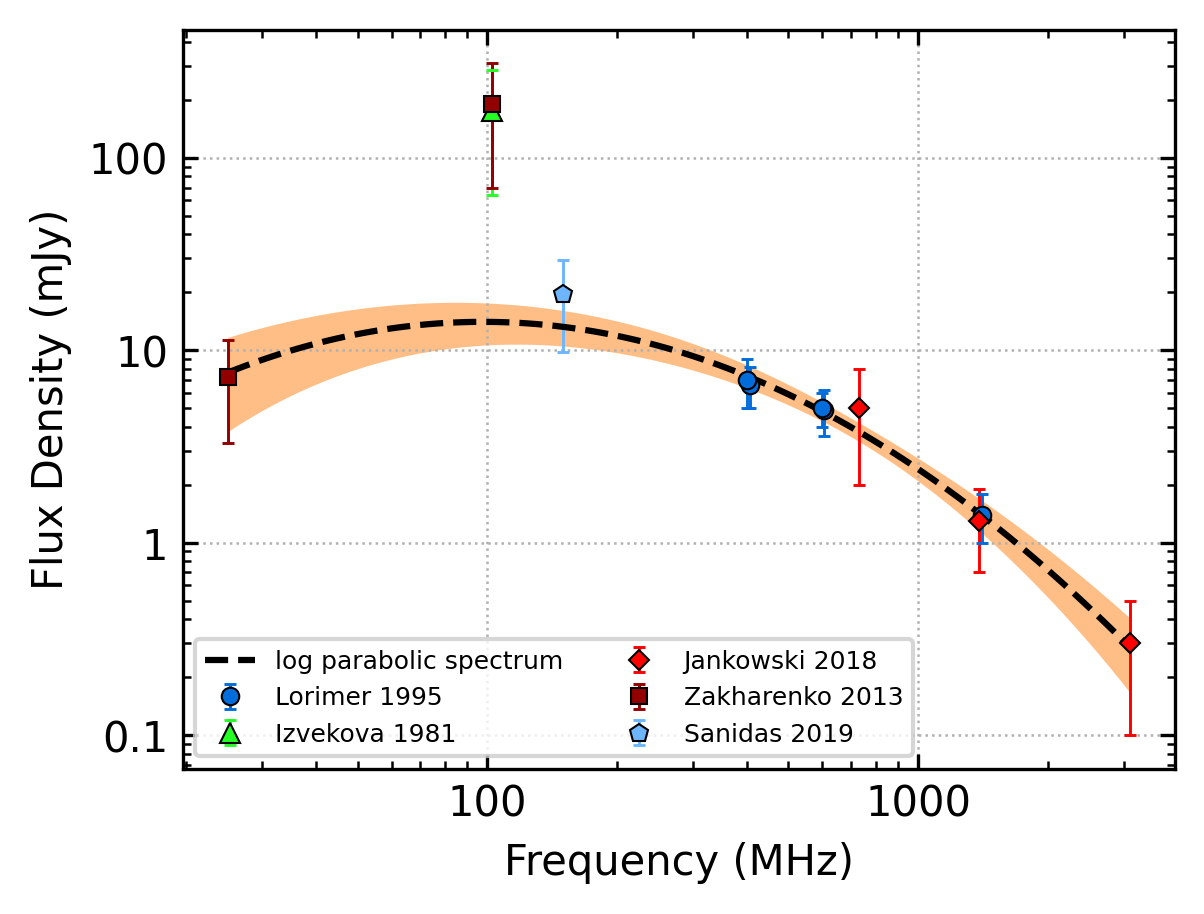 100
10
1
0.1
Flux Density (mJy)
log parabolic spectrum
Lorimer 1995
Izvekova 1981
Jankowski 2018
Zakharenko 2013
Sanidas 2019
100
1000
Frequency (MHz)